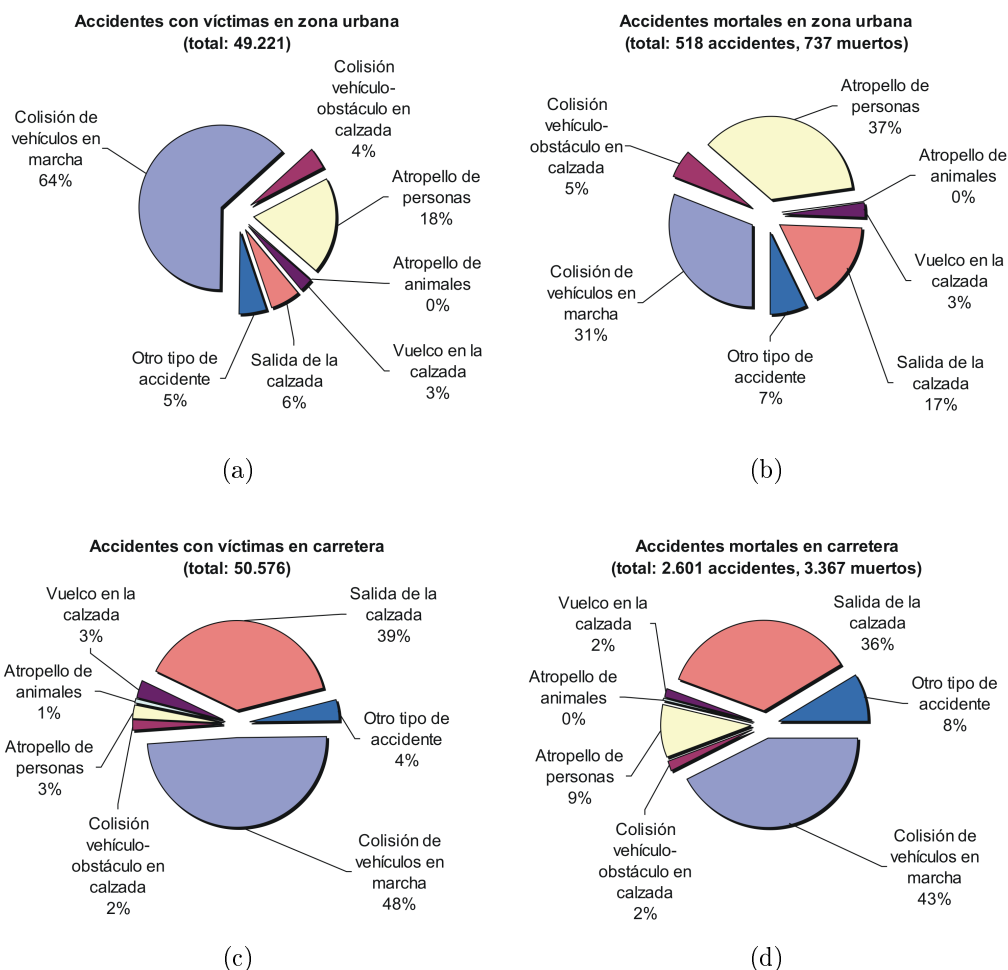 Accidentes con víctimas en zona urbana
(total: 49.221)
Colisión de
vehículos en
marcha
64%
Colisión
vehículo-
obstáculo en
calzada
4%
Atropello de
personas
18%
Atropello de
animales
0%
Vuelco en la
calzada
3%
Salida de la
calzada
6%
Otro tipo de
accidente
5%
(a)
Accidentes mortales en zona urbana
(total: 518 accidentes, 737 muertos)
Colisión
vehículo-
obstáculo en
calzada
5%
Atropello de
personas
37%
Atropello de
animales
0%
Vuelco en la
calzada
3%
Salida de la
calzada
17%
Otro tipo de
accidente
7%
Colisión de
vehículos en
marcha
31%
(b)
Accidentes con víctimas en carretera
(total: 50.576)
Vuelco en la
calzada
3%
Salida de la
calzada
39%
Atropello de
animales
1%
Otro tipo de
accidente
4%
Atropello de
personas
3%
Colisión
vehículo-
obstáculo en
calzada
2%
Colisión de
vehículos en
marcha
48%
(c)
Accidentes mortales en carretera
(total: 2.601 accidentes, 3.367 muertos)
Vuelco en la
calzada
2%
Salida de la
calzada
36%
Atropello de
animales
0%
Otro tipo de
accidente
8%
Atropello de
personas
9%
Colisión
vehículo-
obstáculo en
calzada
2%
Colisión de
vehículos en
marcha
43%
(d)